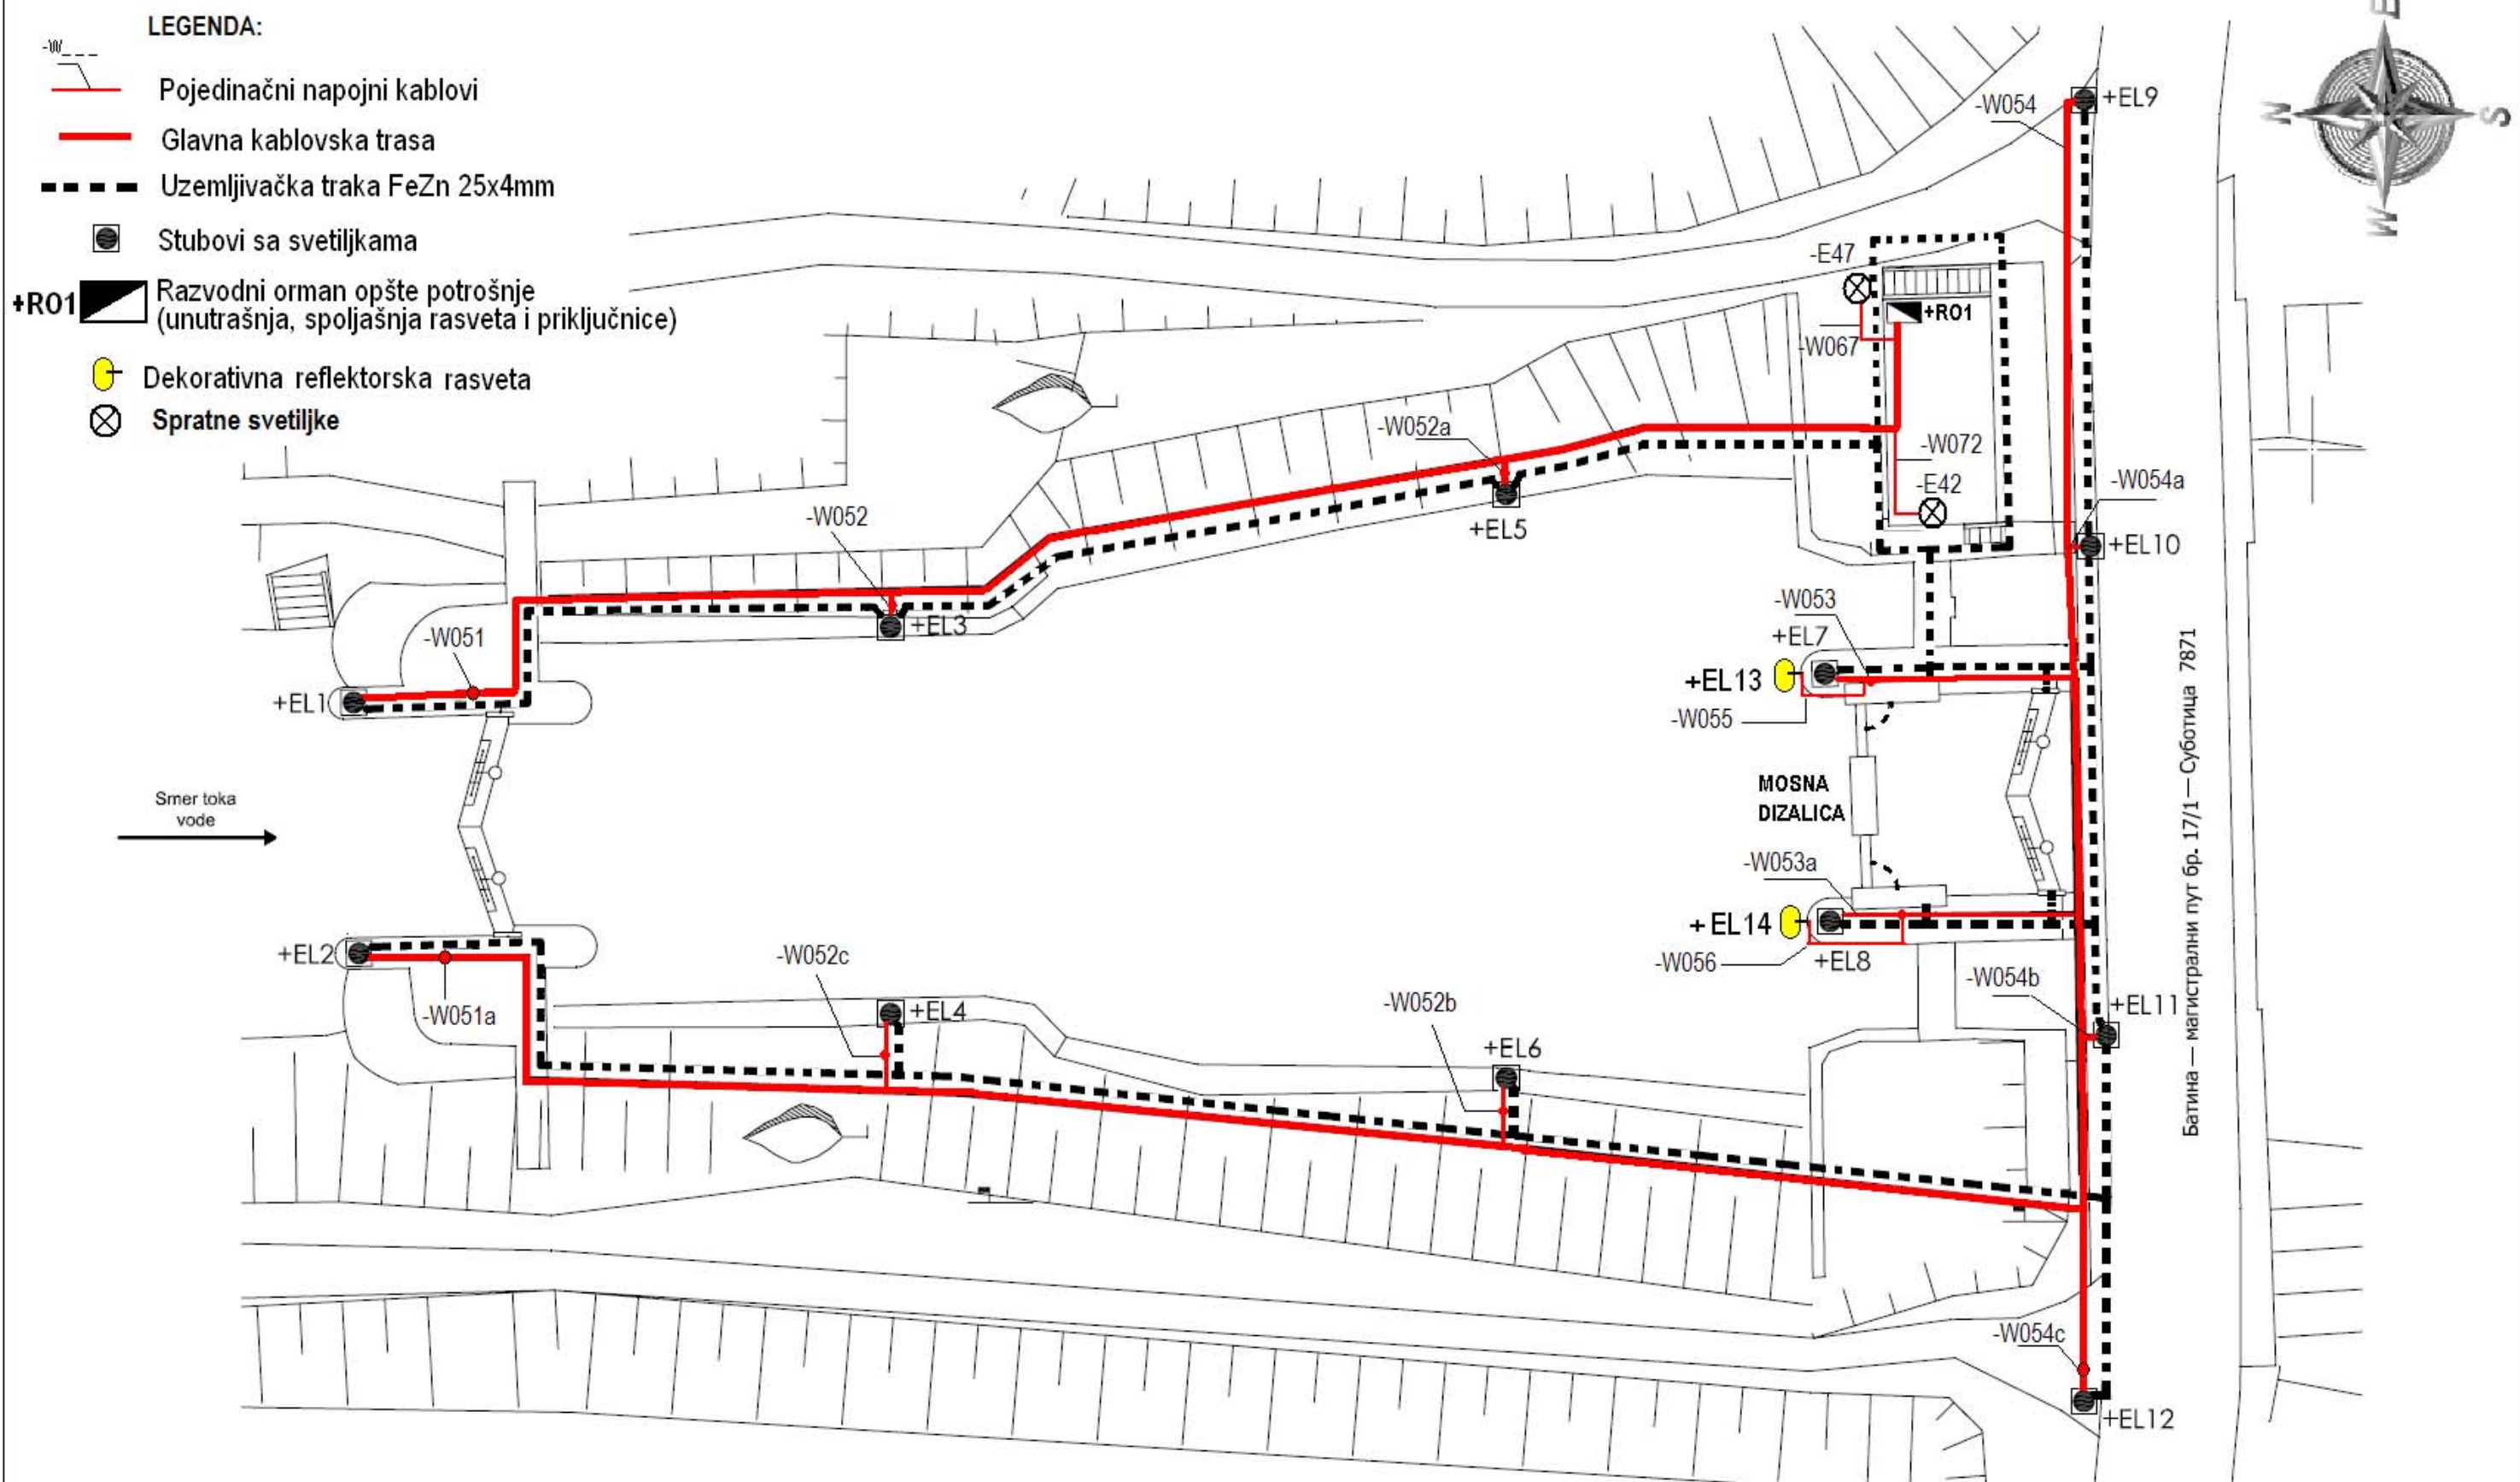 LEGENDA:
-W_ _ _
Pojedinačni napojni kablovi
Glavna kablovska trasa
Uzemljivačka traka FeZn 25x4mm
Stubovi sa svetiljkama
+RO1
Razvodni orman opšte potrošnje
(unutrašnja, spoljašnja rasveta i priključnice)
Dekorativna reflektorska rasveta
Spratne svetiljke
E
N
S
W
-W054
+EL9
-E47
+RO1
-W067
-W052a
-W072
-E42
-W054a
+EL10
+EL5
-W052
+EL3
-W051
+EL1
-W053
+EL7
+EL13
-W055
MOSNA
DIZALICA
Smer toka
vode
-W053a
+EL14
-W056
+EL8
+EL2
-W051a
-W052c
+EL4
-W052b
+EL6
-W054b
+EL11
-W054c
+EL12
Батина — магистрални пут бр. 17/1 — Суботица 7871